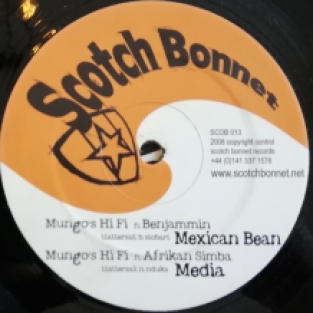 Scotch Bonnet
SCOB 013
2008 copyright control
scotch bonnet records
+44 (0)141 337 1578
www.scotchbonnet.net
Mungo's Hi Fi ft. Benjammin
Mexican Bean
Mungo's Hi Fi ft. Afrikan Simba
Media